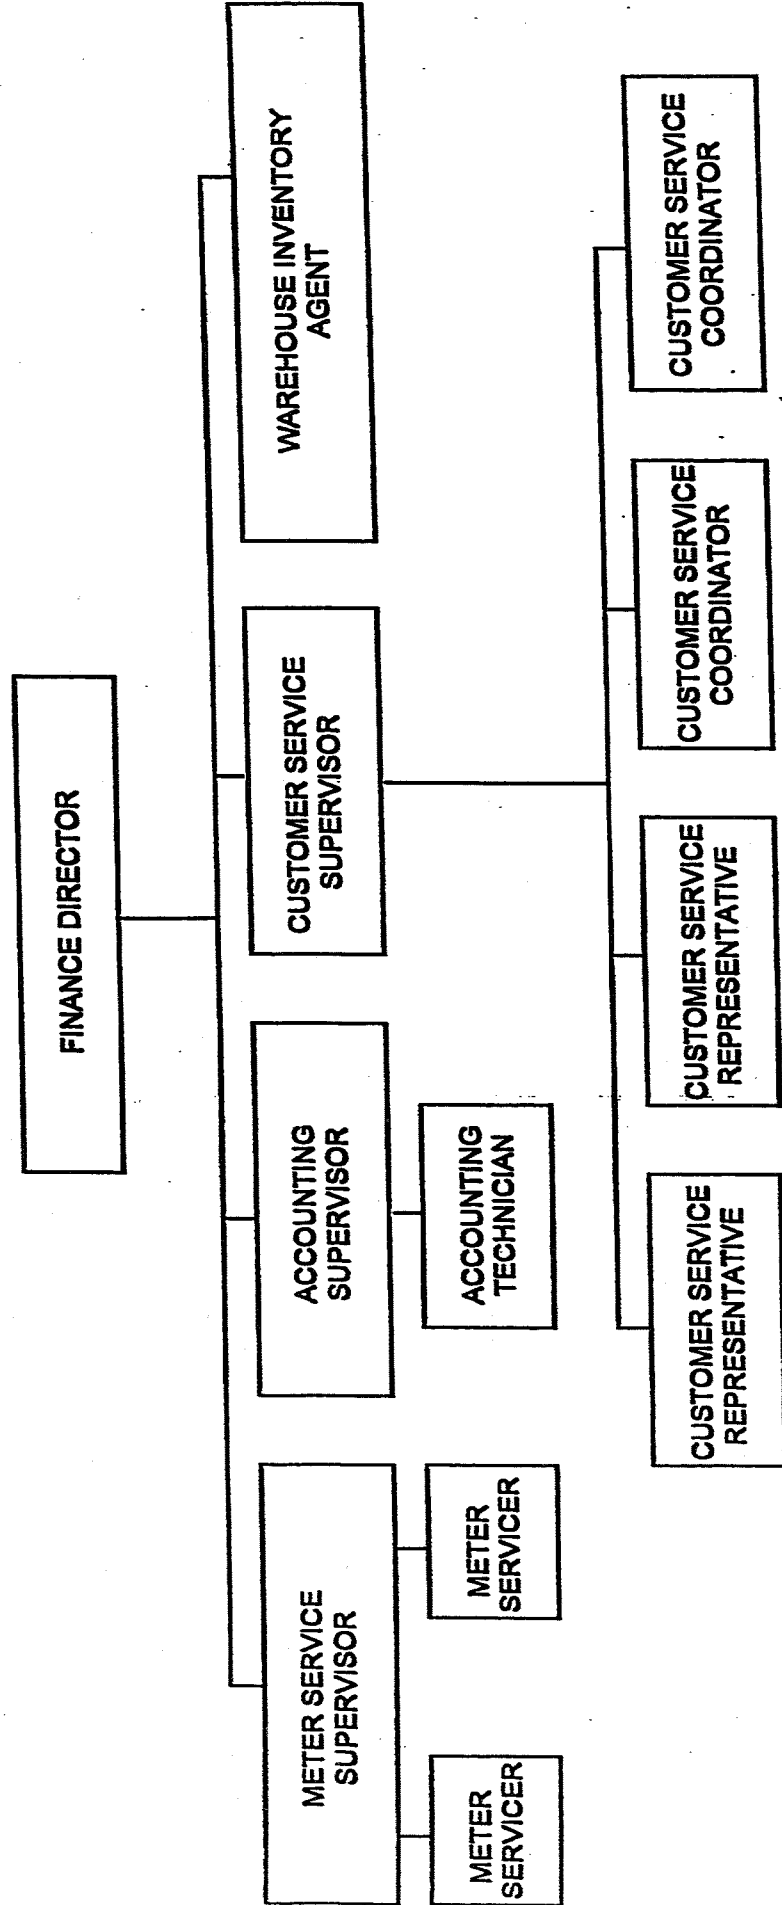 FINANCE DIRECTOR
METER SERVICE
SUPERVISOR
ACCOUNTING
SUPERVISOR
CUSTOMER SERVICE
SUPERVISOR
WAREHOUSE INVENTORY
AGENT
METER
SERVICER
METER
SERVICER
ACCOUNTING
TECHNICIAN
CUSTOMER SERVICE
REPRESENTATIVE
CUSTOMER SERVICE
REPRESENTATIVE
CUSTOMER SERVICE
COORDINATOR
CUSTOMER SERVICE
COORDINATOR